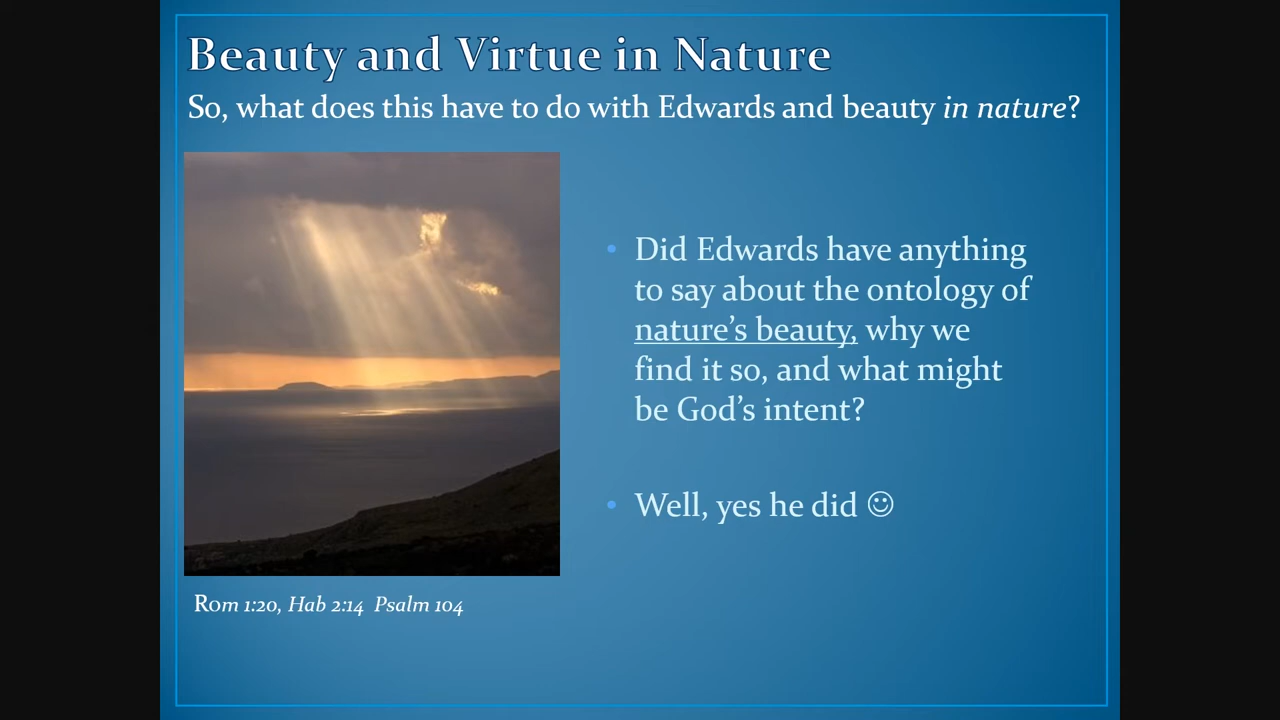 Beauty and Virtue in Nature
So, what does this have to do with Edwards and beauty in nature?
• Did Edwards have anything
to say about the ontology of
nature's beauty, why we
find it so, and what might
be God's intent?
• Well, yes he did ☺
Rom 1:20, Hab 2:14 Psalm 104